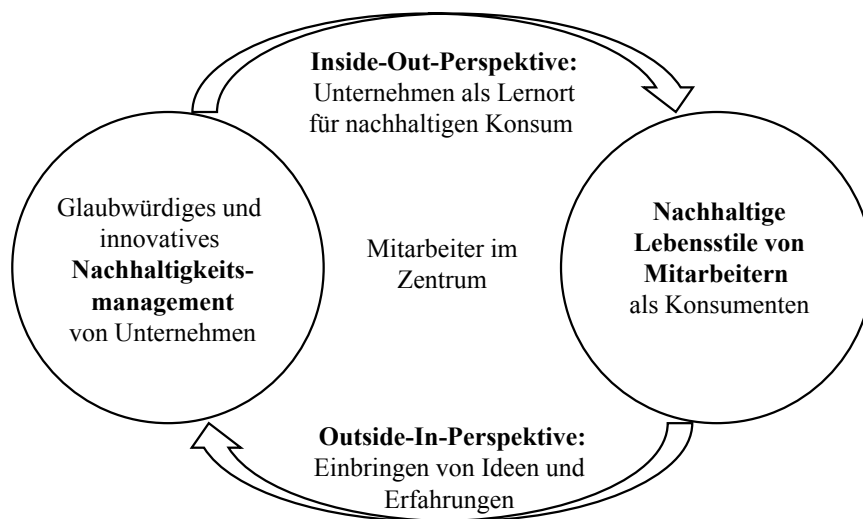 Inside-Out-Perspektive:
Unternehmen als Lernort
für nachhaltigen Konsum
Glaubwürdiges und
innovatives
Nachhaltigkeits-
management
von Unternehmen
Mitarbeiter im
Zentrum
Nachhaltige
Lebensstile von
Mitarbeitern
als Konsumenten
Outside-In-Perspektive:
Einbringen von Ideen und
Erfahrungen